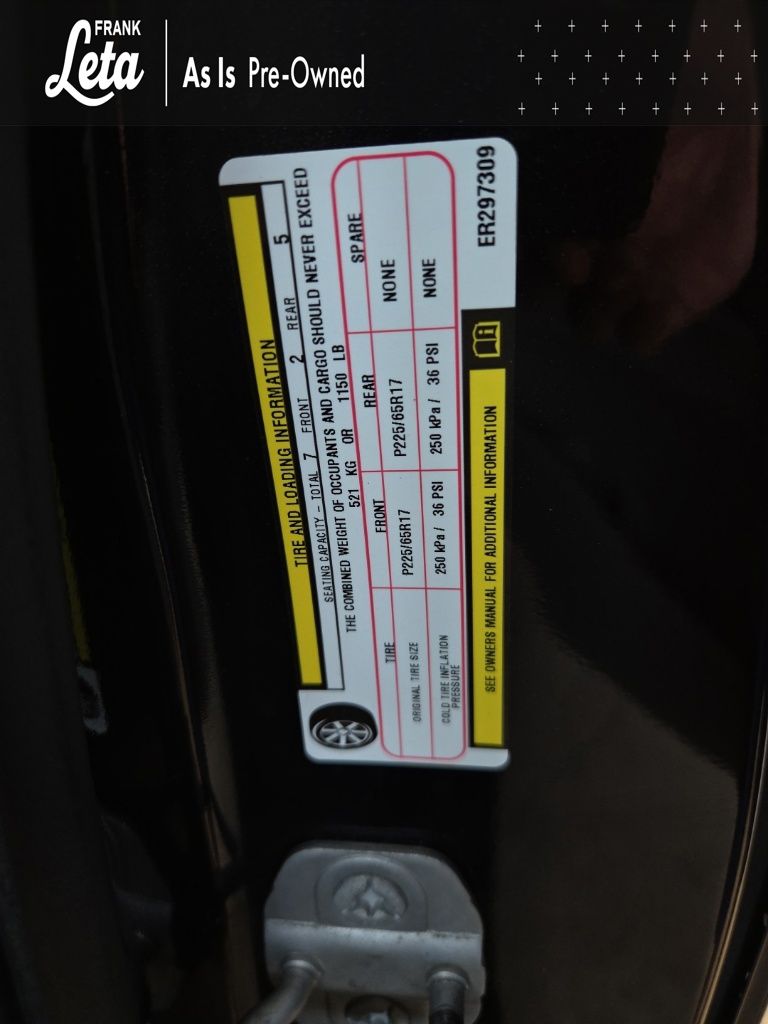 FRANK
Leta
As Is Pre-Owned
TIRE AND LOADING INFORMATION
SEATING CAPACITY – TOTAL 7 FRONT 2 REAR 5
THE COMBINED WEIGHT OF OCCUPANTS AND CARGO SHOULD NEVER EXCEED
521 KG OR 1150 LB
TIRE FRONT REAR SPARE
ORIGINAL TIRE SIZE P225/65R17 P225/65R17 NONE
COLD TIRE INFLATION
PRESSURE 250 kPa / 36 PSI 250 kPa / 36 PSI NONE
SEE OWNERS MANUAL FOR ADDITIONAL INFORMATION
ER297309